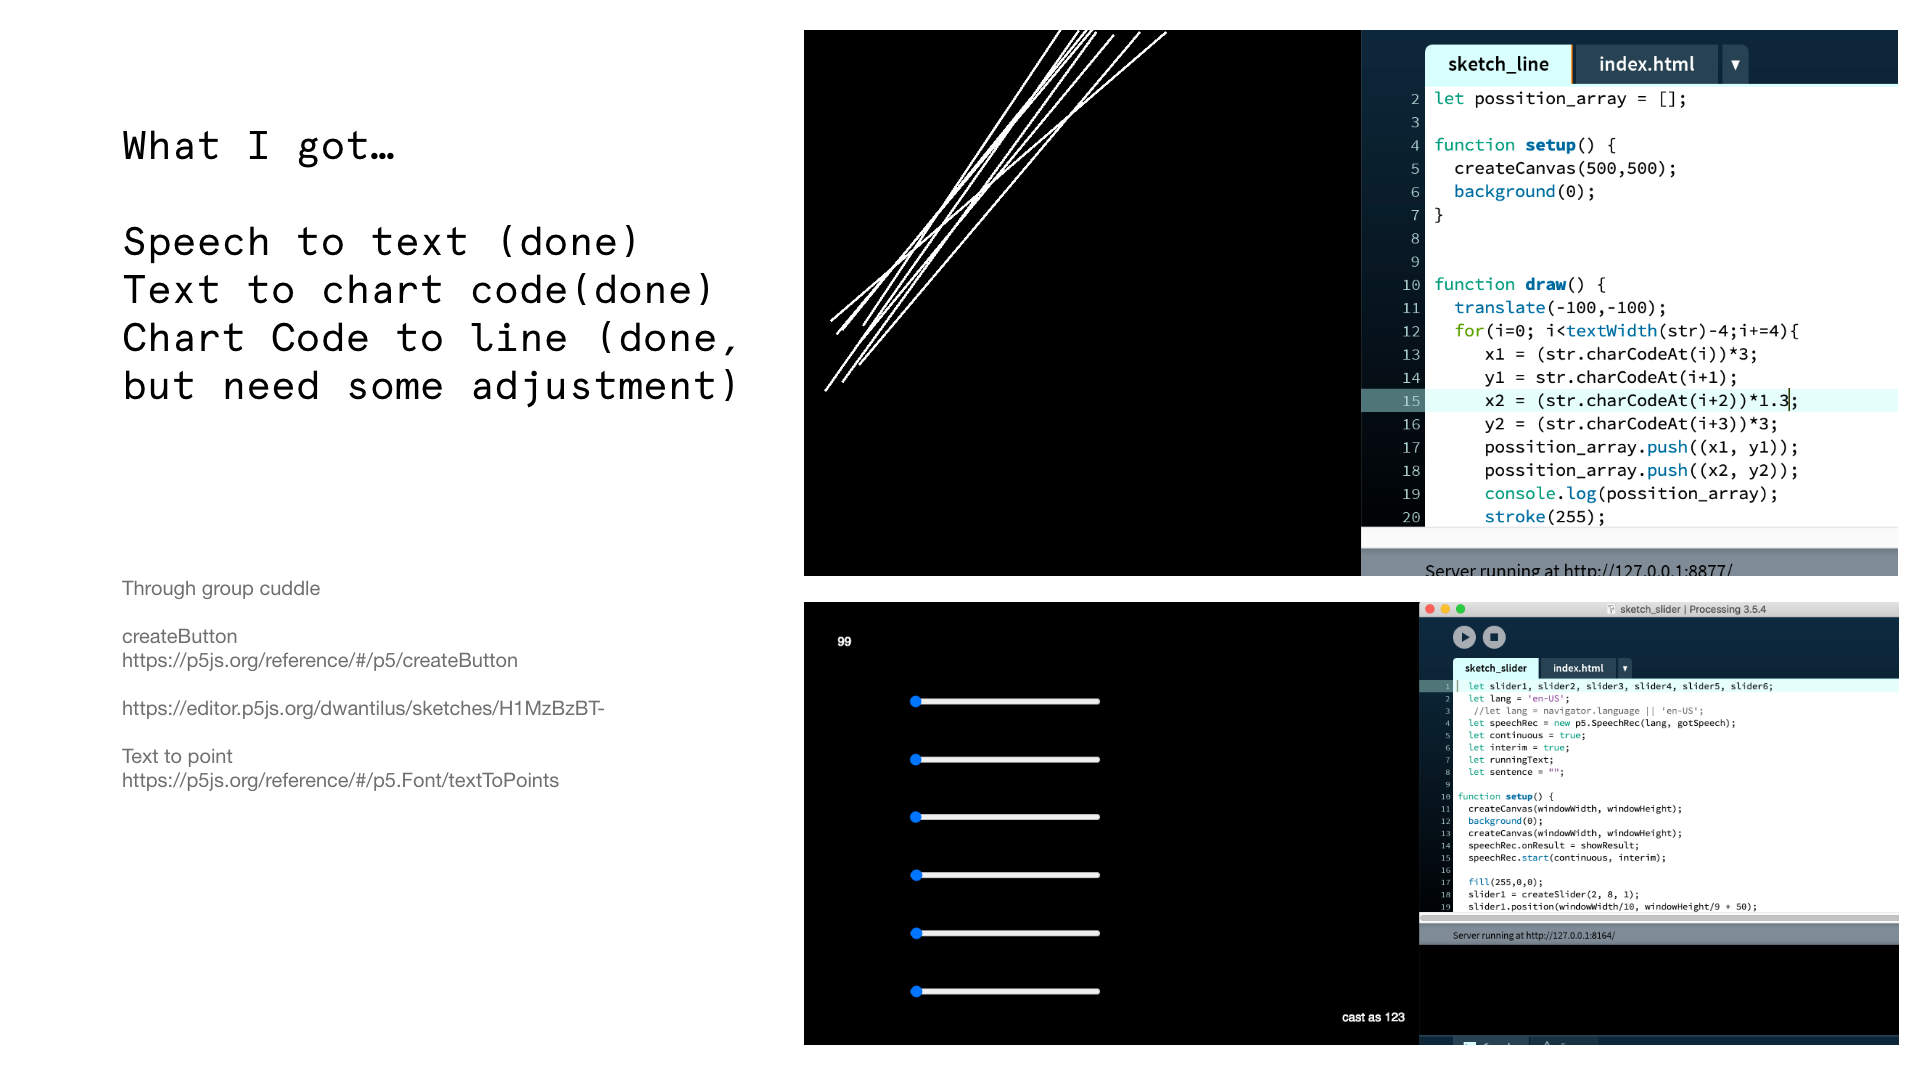 What I got…
Speech to text (done)
Text to chart code(done)
Chart Code to line (done,
but need some adjustment)
Through group cuddle
createButton
https://p5js.org/reference/#/p5/createButton
https://editor.p5js.org/dwantilus/sketches/H1MzBzBT-
Text to point
https://p5js.org/reference/#/p5.Font/textToPoints
sketch_line index.html ▼
2 let possition_array = [];
3
4 function setup() {
5 createCanvas(500,500);
6 background(0);
7 }
8
9
10 function draw() {
11 translate(-100,-100);
12 for(i=0; i<textWidth(str)-4;i+=4){
13 x1 = (str.charCodeAt(i))*3;
14 y1 = str.charCodeAt(i+1);
15 x2 = (str.charCodeAt(i+2))*1.3;
16 y2 = (str.charCodeAt(i+3))*3;
17 possition_array.push((x1, y1));
18 possition_array.push((x2, y2));
19 console.log(possition_array);
20 stroke(255);
Server running at http://127.0.0.1:8877/
99
cast as 123
sketch_slider | Processing 3.5.4
sketch_slider index.html ▼
1 let slider1, slider2, slider3, slider4, slider5, slider6;
2 let lang = 'en-US';
3 //let lang = navigator.language || 'en-US';
4 let speechRec = new p5.SpeechRec(lang, gotSpeech);
5 let continuous = true;
6 let interim = true;
7 let runningText;
8 let sentence = "";
9
10 function setup() {
11 createCanvas(windowWidth, windowHeight);
12 background(0);
13 createCanvas(windowWidth, windowHeight);
14 speechRec.onResult = showResult;
15 speechRec.start(continuous, interim);
16
17 fill(255,0,0);
18 slider1 = createSlider(2, 8, 1);
19 slider1.position(windowWidth/10, windowHeight/9 + 50);
Server running at http://127.0.0.1:8164/